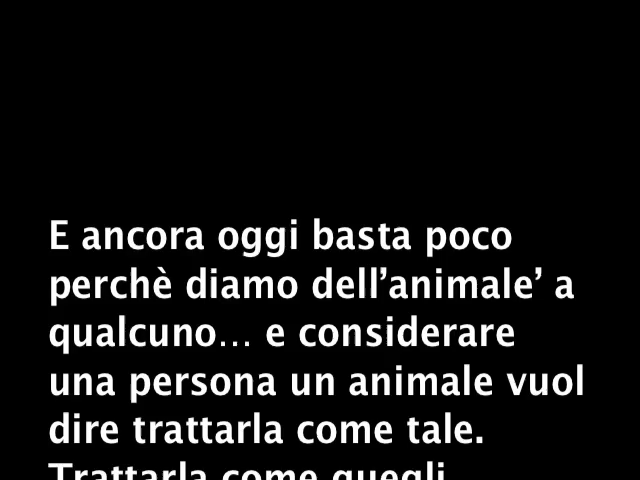 E ancora oggi basta poco
perchè diamo dell’animale’ a
qualcuno… e considerare
una persona un animale vuol
dire trattarla come tale.
Trattarla come quegli